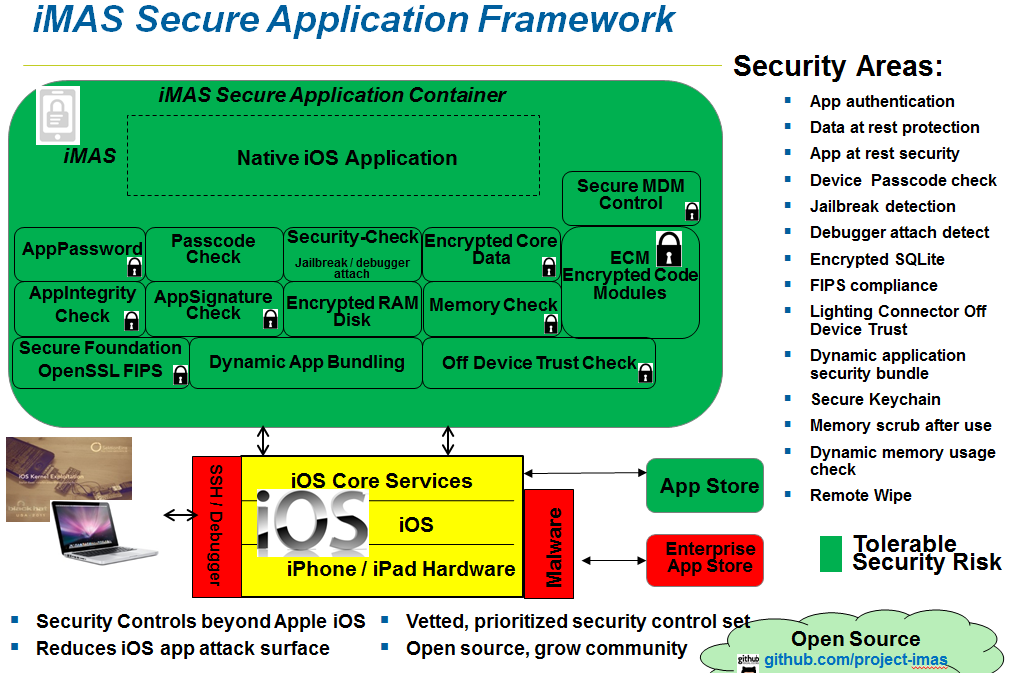 iMAS Secure Application Framework
Security Areas:
App authentication
Data at rest protection
App at rest security
Device Passcode check
Jailbreak detection
Debugger attach detect
Encrypted SQLite
FIPS compliance
Lighting Connector Off
Device Trust
Dynamic application
security bundle
Secure Keychain
Memory scrub after use
Dynamic memory usage
check
Remote Wipe
Tolerable
Security Risk
iMAS Secure Application Container
iMAS
Native iOS Application
Secure MDM
Control
AppPassword
Passcode
Check
Security-Check
Jailbreak / debugger
attach
Encrypted Core
Data
ECM
Encrypted Code
Modules
AppIntegrity
Check
AppSignature
Check
Encrypted RAM
Disk
Memory Check
Secure Foundation
OpenSSL FIPS
Dynamic App Bundling
Off Device Trust Check
iOS Kernel Exploitation
SSH / Debugger
iOS Core Services
iOS
iOS
iPhone / iPad Hardware
Malware
App Store
Enterprise
App Store
Security Controls beyond Apple iOS
Reduces iOS app attack surface
Vetted, prioritized security control set
Open source, grow community
Open Source
github
github.com/project-imas